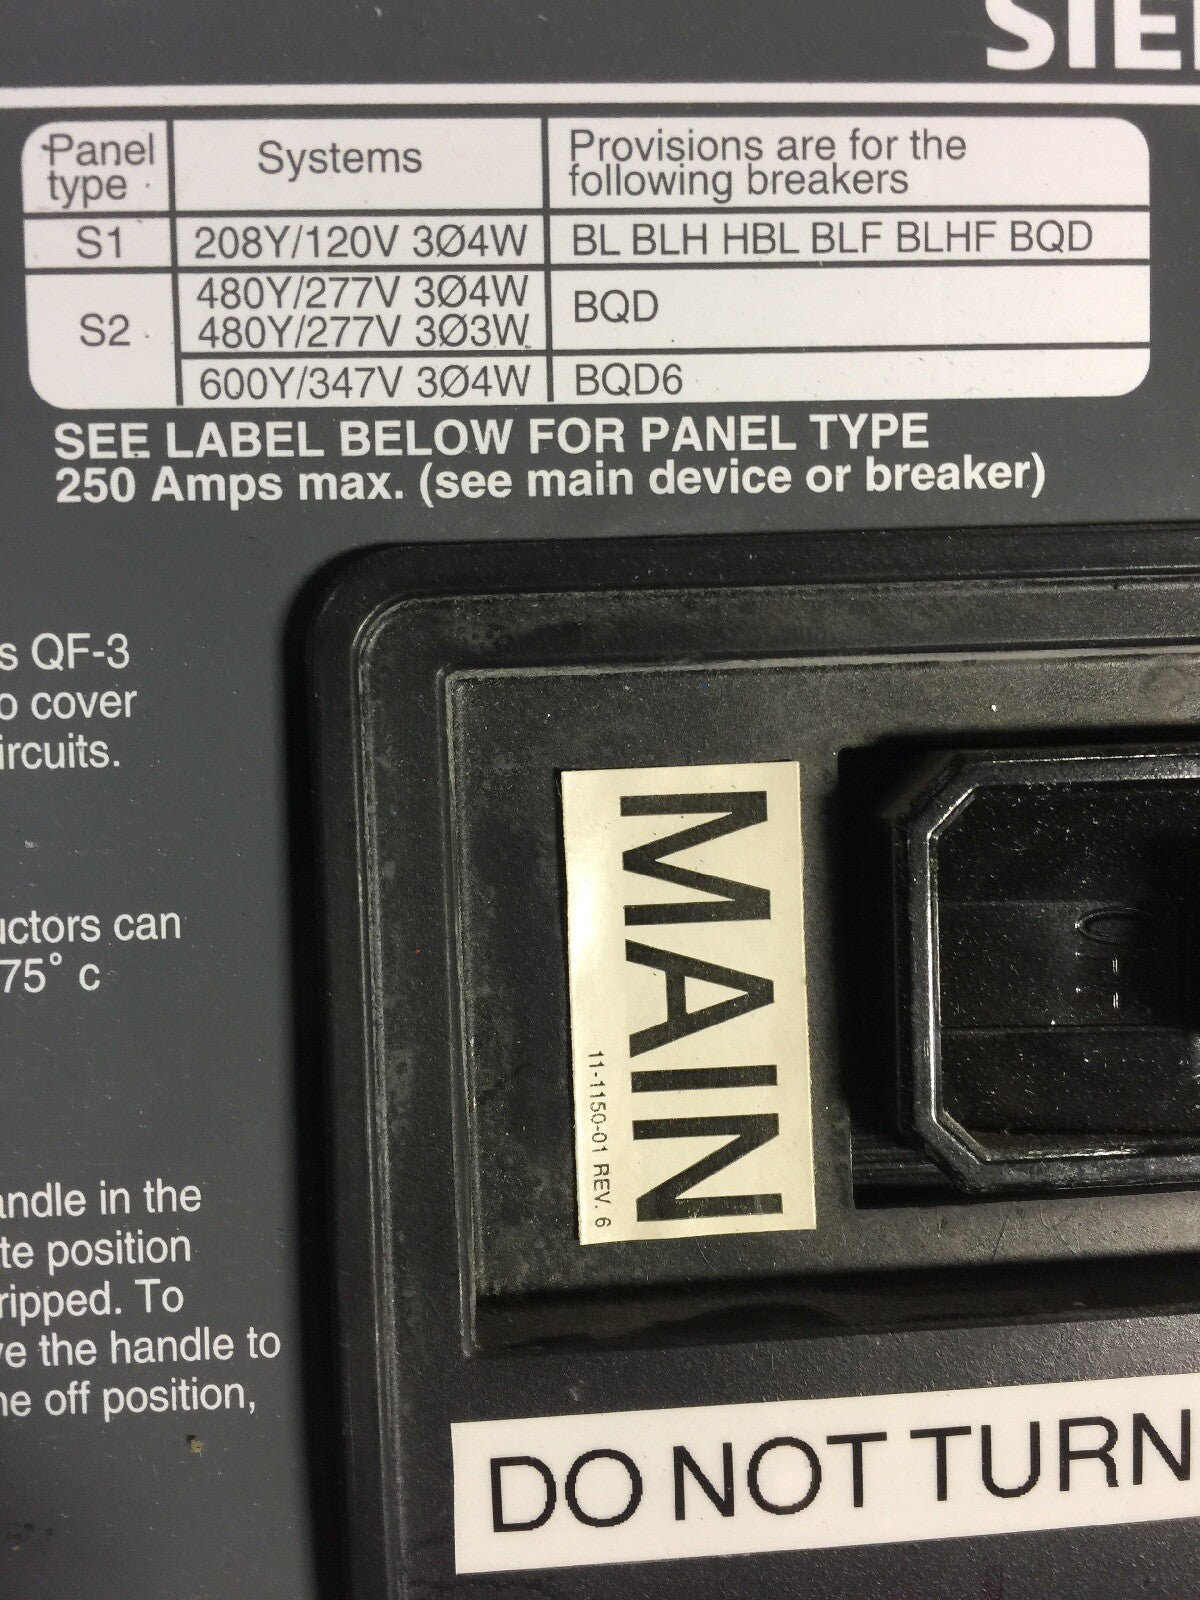 SIE
Panel type
Systems
Provisions are for the
following breakers
S1 208Y/120V 3Ø4W BL BLH HBL BLF BLHF BQD
S2 480Y/277V 3Ø4W
480Y/277V 3Ø3W BQD
600Y/347V 3Ø4W BQD6
SEE LABEL BELOW FOR PANEL TYPE
250 Amps max. (see main device or breaker)
s QF-3
o cover
ircuits.
uctors can
75° c
andle in the
te position
ripped. To
ve the handle to
he off position,
MAIN
11-1150-01 REV. 6
DO NOT TURN